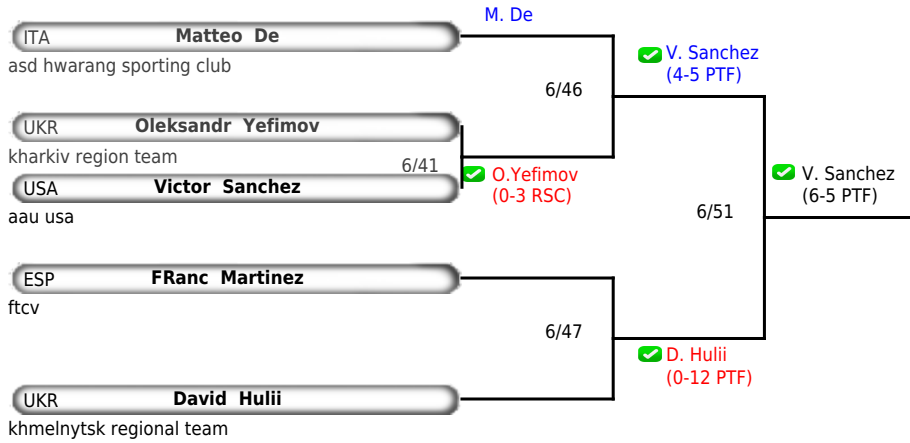 M. De
ITA Matteo De
asd hwarang sporting club
V. Sanchez
(4-5 PTF)
6/46
UKR Oleksandr Yefimov
kharkiv region team
6/41
O.Yefimov
(0-3 RSC)
USA Victor Sanchez
aau usa
V. Sanchez
(6-5 PTF)
6/51
ESP FRanc Martinez
ftcv
6/47
D. Hulii
(0-12 PTF)
UKR David Hulii
khmelnytsk regional team